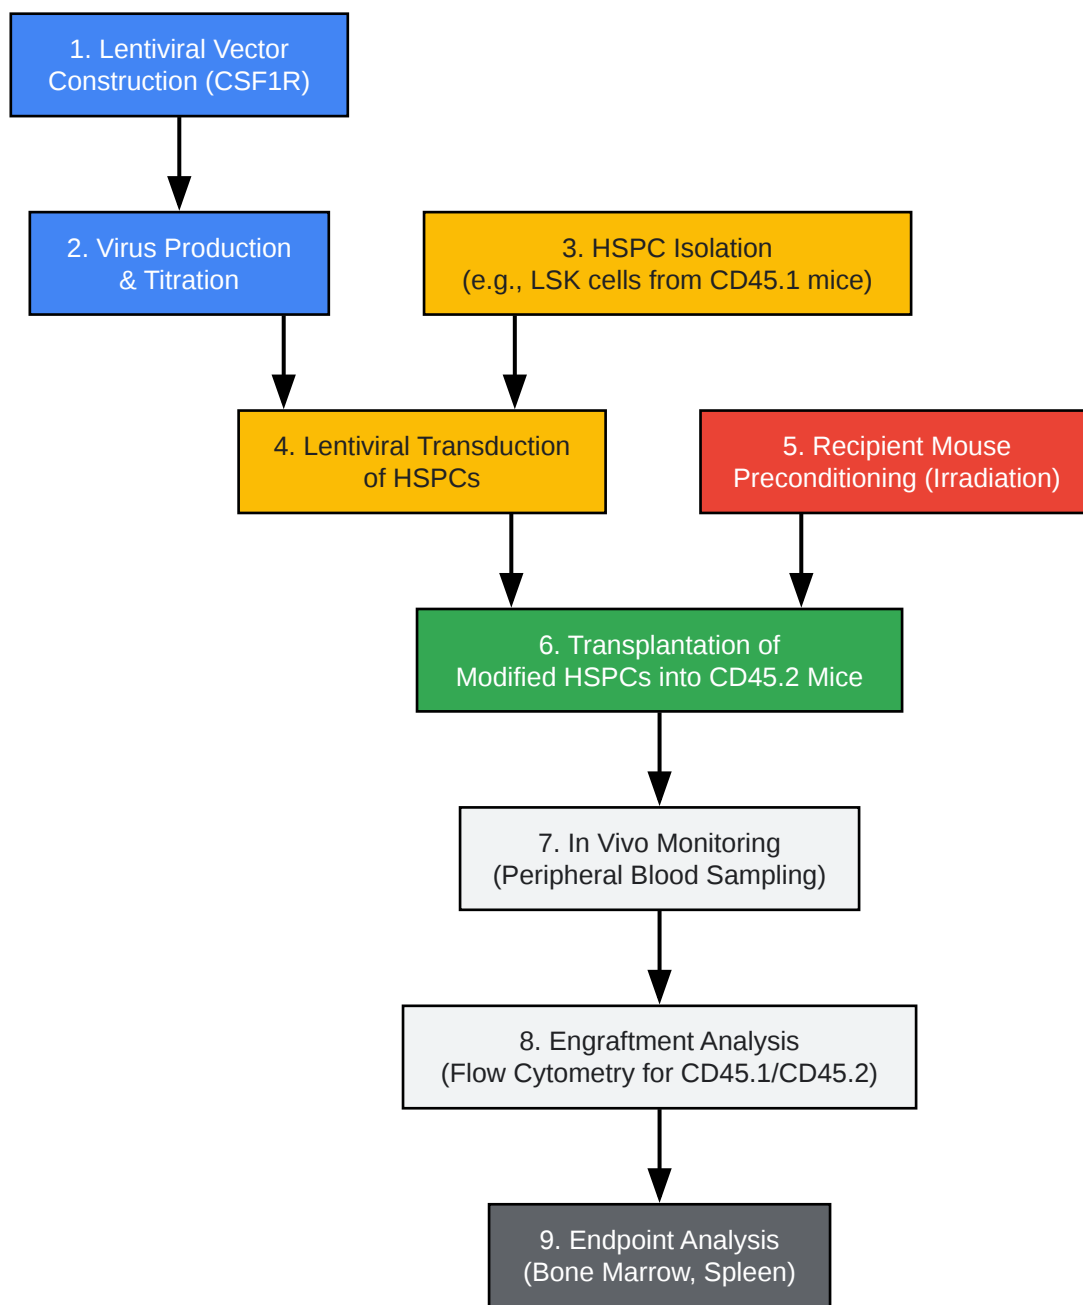 1. Lentiviral Vector
Construction (CSF1R)
2. Virus Production
& Titration
3. HSPC Isolation
(e.g., LSK cells from CD45.1 mice)
4. Lentiviral Transduction
of HSPCs
5. Recipient Mouse
Preconditioning (Irradiation)
6. Transplantation of
Modified HSPCs into CD45.2 Mice
7. In Vivo Monitoring
(Peripheral Blood Sampling)
8. Engraftment Analysis
(Flow Cytometry for CD45.1/CD45.2)
9. Endpoint Analysis
(Bone Marrow, Spleen)